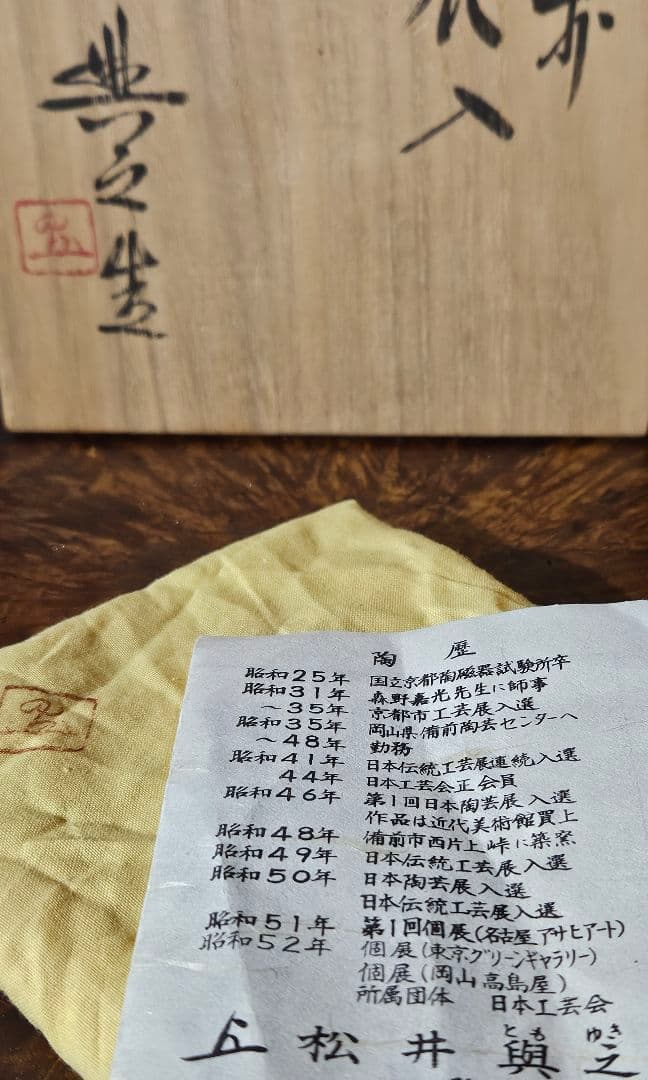 入
與之造
陶歴
昭和25年 国立京都陶磁器試験所卒
昭和31年 森野嘉光先生に師事
～35年 京都市工芸展入選
昭和35年 岡山県備前陶芸センターへ
～48年 勤務
昭和41年 日本伝統工芸展連続入選
44年 日本工芸会正会員
昭和46年 第1回日本陶芸展入選
作品は近代美術館買上
昭和48年 備前市西片上峠に築窯
昭和49年 日本伝統工芸展入選
昭和50年 日本陶芸展入選
日本伝統工芸展入選
昭和51年 第1回個展(名古屋アサヒアート)
昭和52年 個展(東京グリーンギャラリー)
個展(岡山高島屋)
所属団体 日本工芸会
とも ゆき
松井與之